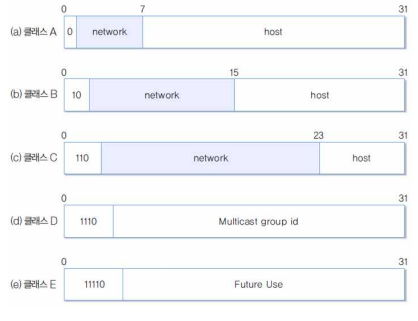 0 7 31
(a) 클래스 A 0 network host
0 15 31
(b) 클래스 B 10 network host
0 23 31
(c) 클래스 C 110 network host
0 31
(d) 클래스 D 1110 Multicast group id
0 31
(e) 클래스 E 11110 Future Use